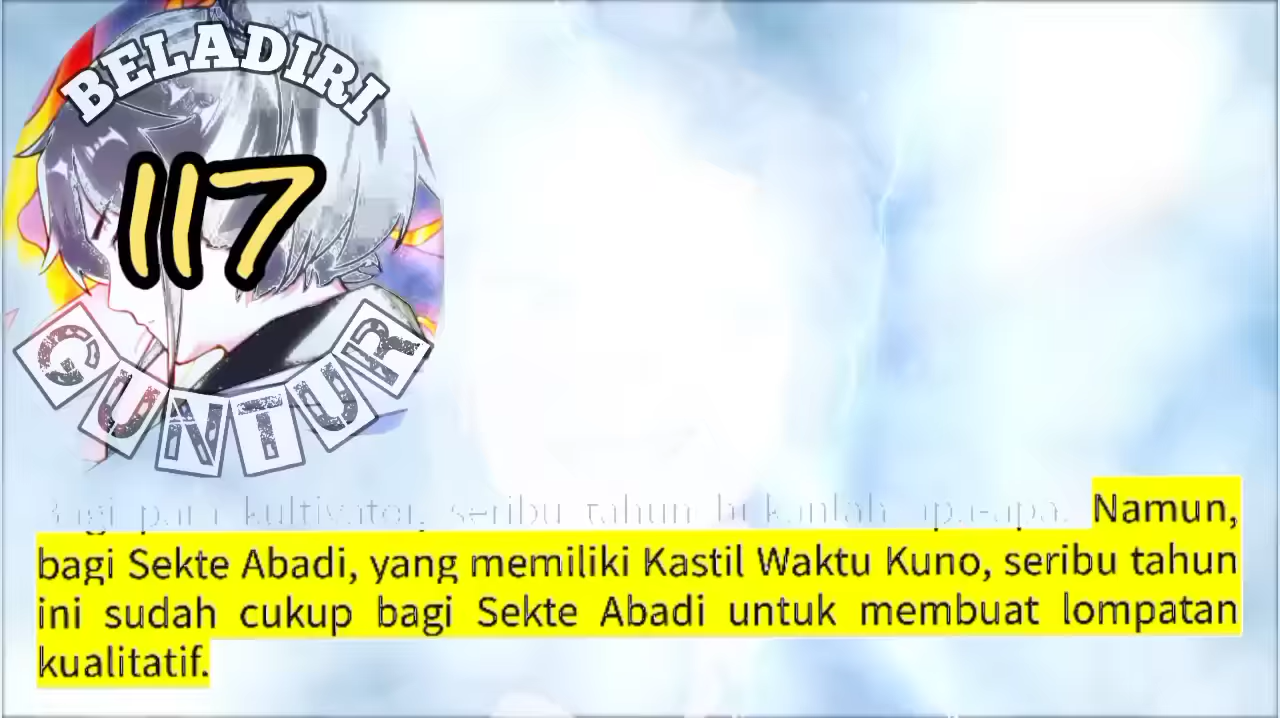 BELADIRI
117
GUNTUR
Bagi para kultivator, seribu tahun bukanlah apa-apa. Namun,
bagi Sekte Abadi, yang memiliki Kastil Waktu Kuno, seribu tahun
ini sudah cukup bagi Sekte Abadi untuk membuat lompatan
kualitatif.